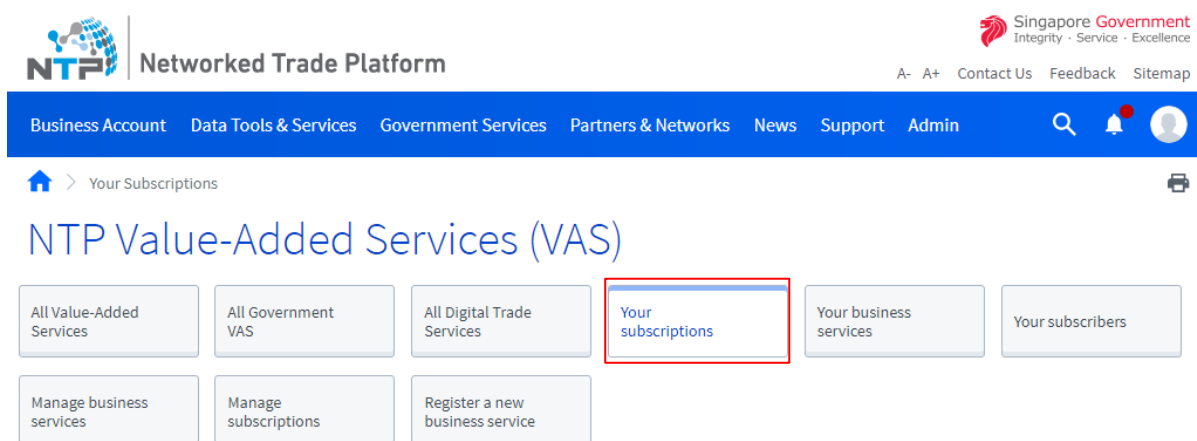 Singapore Government
Integrity · Service · Excellence
NTP
Networked Trade Platform
A- A+ Contact Us Feedback Sitemap
Business Account Data Tools & Services Government Services Partners & Networks News Support Admin
Your Subscriptions
NTP Value-Added Services (VAS)
All Value-Added
Services
All Government
VAS
All Digital Trade
Services
Your
subscriptions
Your business
services
Your subscribers
Manage business
services
Manage
subscriptions
Register a new
business service